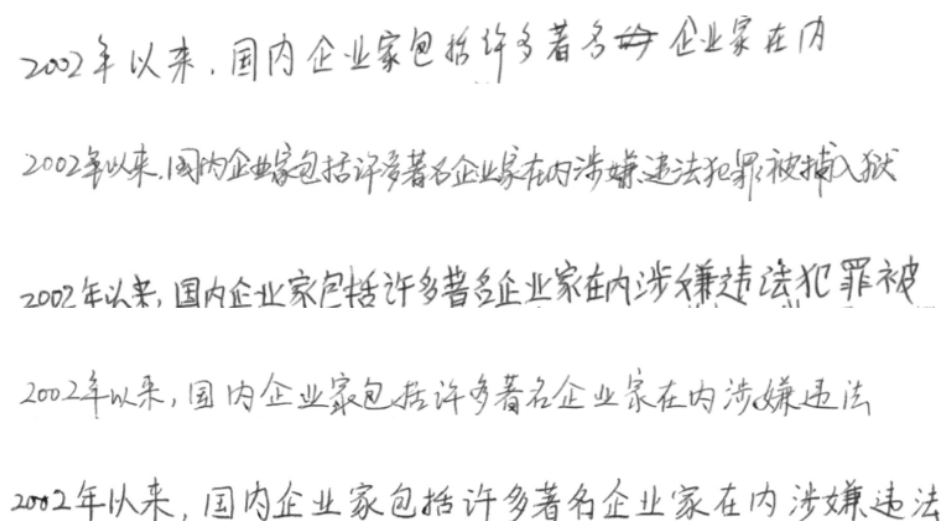 2002年以来,国内企业家包括许多著名企业家在内
2002年以来,国内企业家包括许多著名企业家在内涉嫌违法犯罪被捕入狱
2002年以来,国内企业家包括许多著名企业家在内涉嫌违法犯罪被
2002年以来,国内企业家包括许多著名企业家在内涉嫌违法
2002年以来,国内企业家包括许多著名企业家在内涉嫌违法